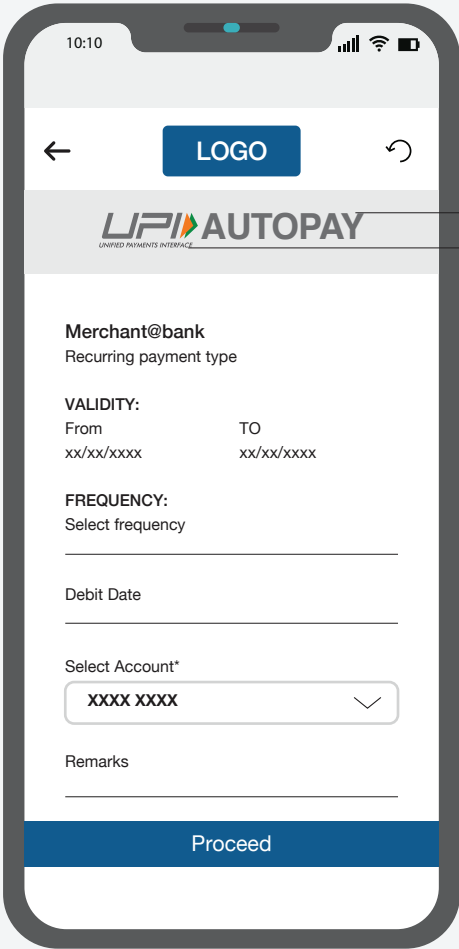 10:10
LOGO
UPI AUTOPAY
UNIFIED PAYMENTS INTERFACE
Merchant@bank
Recurring payment type
VALIDITY:
From TO
xx/xx/xxxx xx/xx/xxxx
FREQUENCY:
Select frequency
Debit Date
Select Account*
XXXX XXXX
Remarks
Proceed